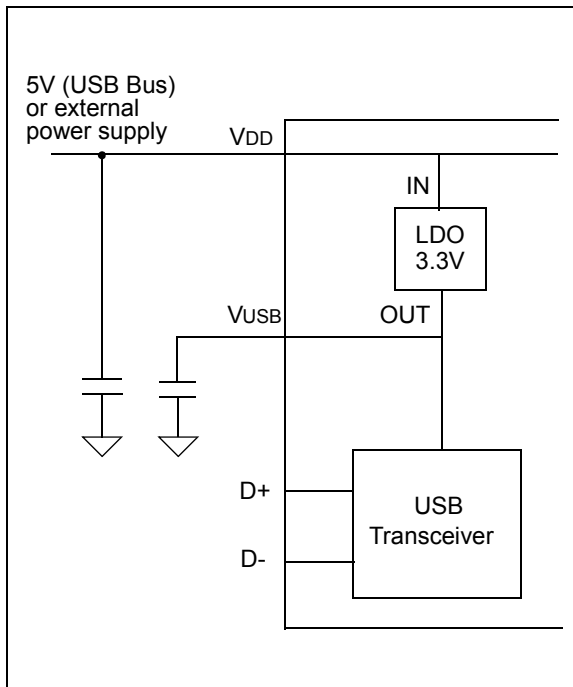 5V (USB Bus)
or external
power supply
VDD
IN
LDO
3.3V
VUSB
OUT
D+
USB
Transceiver
D-